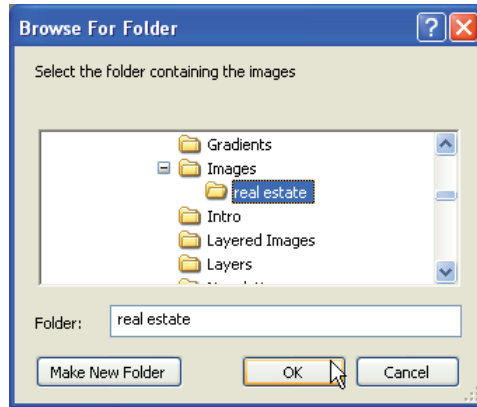 Browse For Folder
Select the folder containing the images
Gradients
Images
real estate
Intro
Layered Images
Layers
Folder: real estate
Make New Folder OK Cancel